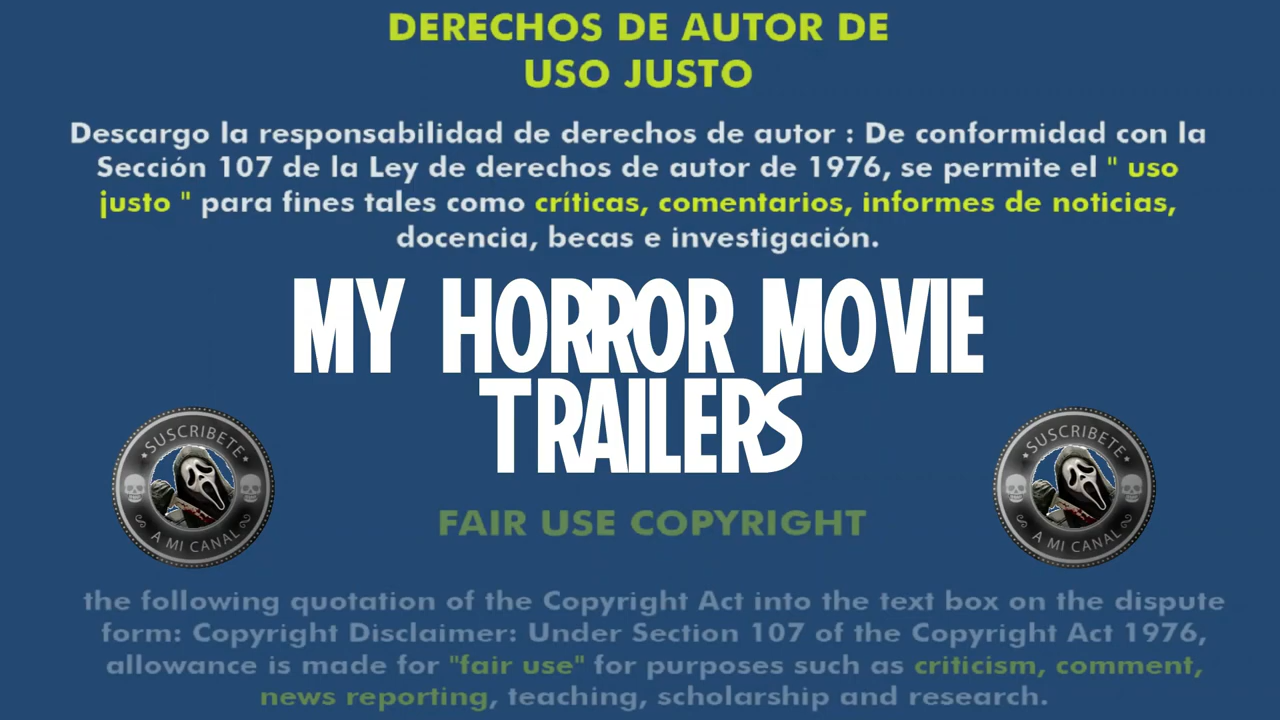 DERECHOS DE AUTOR DE
USO JUSTO
Descargo la responsabilidad de derechos de autor : De conformidad con la
Sección 107 de la Ley de derechos de autor de 1976, se permite el " uso
justo " para fines tales como críticas, comentarios, informes de noticias,
docencia, becas e investigación.
MY HORROR MOVIE
TRAILERS
SUSCRIBETE
A MI CANAL
SUSCRIBETE
A MI CANAL
FAIR USE COPYRIGHT
the following quotation of the Copyright Act into the text box on the dispute
form: Copyright Disclaimer: Under Section 107 of the Copyright Act 1976,
allowance is made for "fair use" for purposes such as criticism, comment,
news reporting, teaching, scholarship and research.